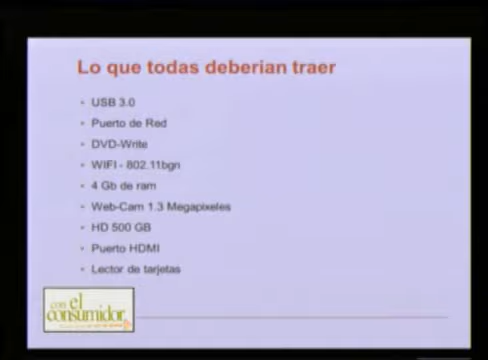 Lo que todas deberian traer
USB 3.0
Puerto de Red
DVD-Write
WIFI - 802.11bgn
4 Gb de ram
Web-Cam 1.3 Megapixeles
HD 500 GB
Puerto HDMI
Lector de tarjetas
con el
consumidor